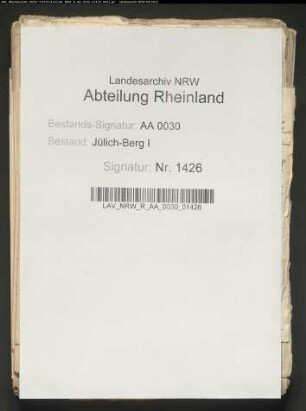 Landesarchiv NRW
Abteilung Rheinland
Bestands-Signatur: AA 0030
Bestand: Jülich-Berg I
Signatur: Nr. 1426
LAV_NRW_R_AA_0030_01426